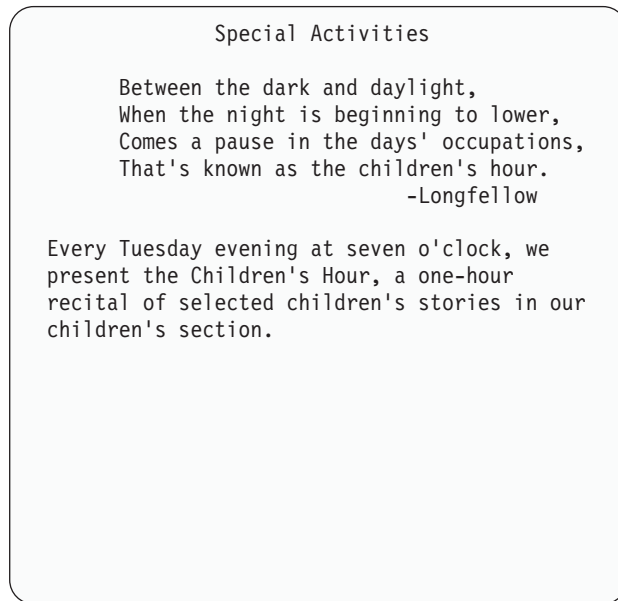 Special Activities
Between the dark and daylight,
When the night is beginning to lower,
Comes a pause in the days' occupations,
That's known as the children's hour.
-Longfellow
Every Tuesday evening at seven o'clock, we
present the Children's Hour, a one-hour
recital of selected children's stories in our
children's section.